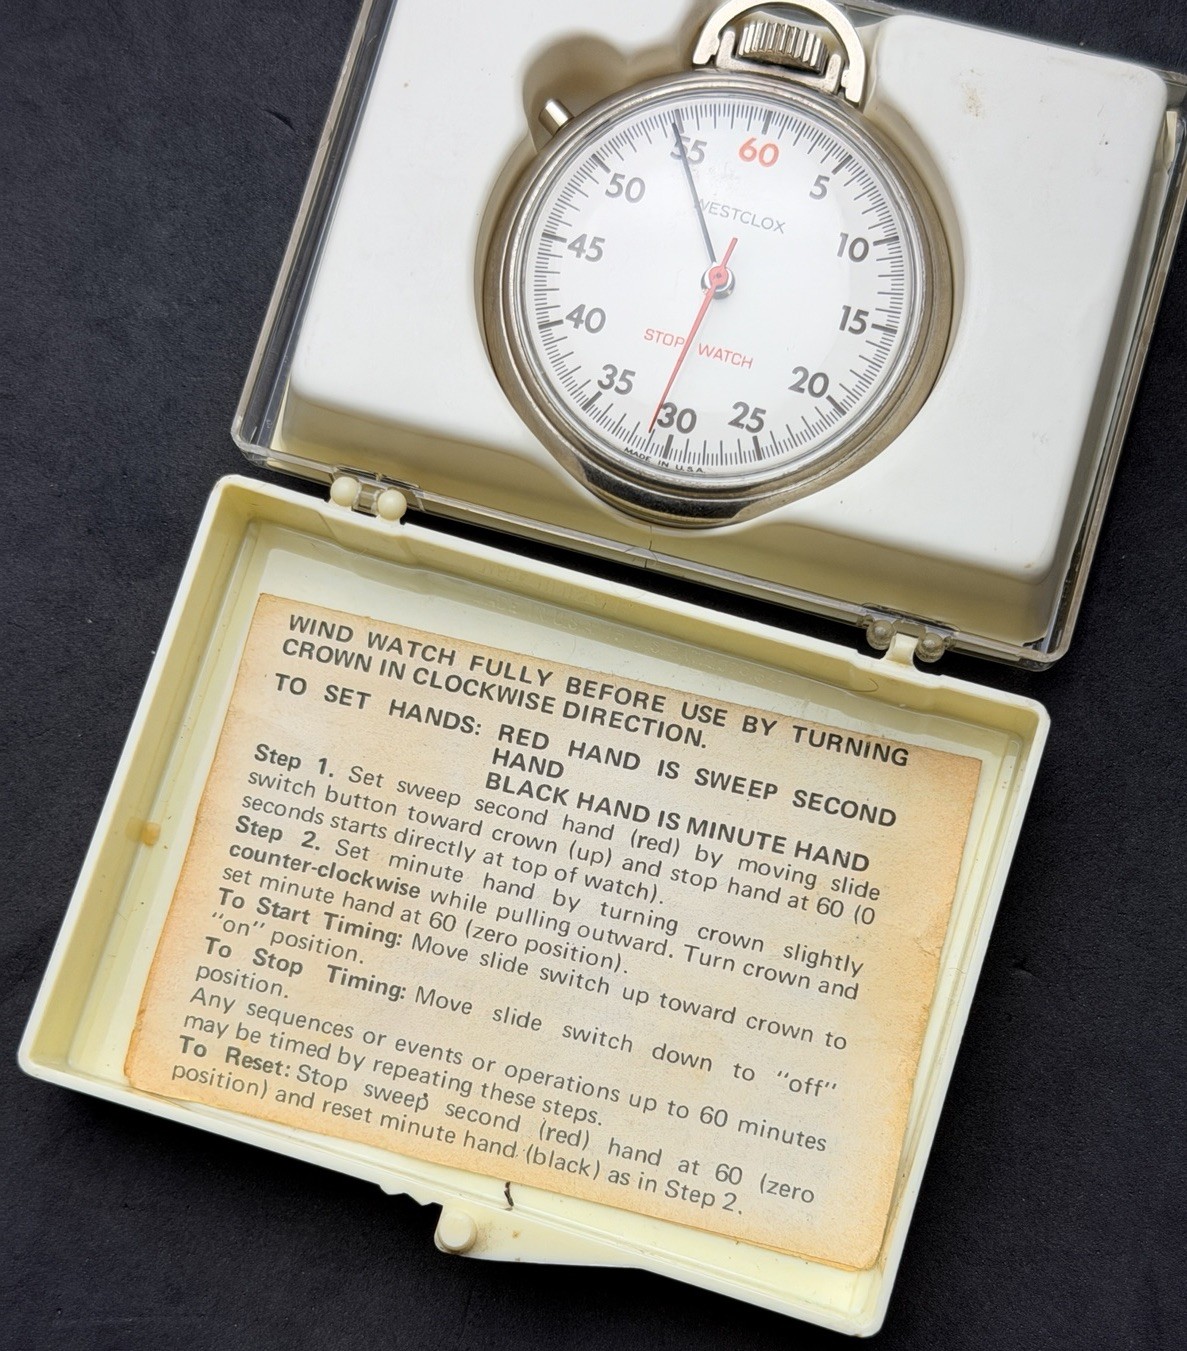 60
5
10
15
20
25
30
35
40
45
50
55
WESTCLOX
STOP WATCH
MADE IN U.S.A.
WIND WATCH FULLY BEFORE USE BY TURNING
CROWN IN CLOCKWISE DIRECTION.
TO SET HANDS: RED HAND IS SWEEP SECOND
HAND
BLACK HAND IS MINUTE HAND
Step 1. Set sweep second hand (red) by moving slide
switch button toward crown (up) and stop hand at 60 (0
seconds starts directly at top of watch).
Step 2. Set minute hand by turning crown slightly
counter-clockwise while pulling outward. Turn crown and
set minute hand at 60 (zero position).
To Start Timing: Move slide switch up toward crown to
"on" position.
To Stop Timing: Move slide switch down to "off"
position.
Any sequences or events or operations up to 60 minutes
may be timed by repeating these steps.
To Reset: Stop sweep second (red) hand at 60 (zero
position) and reset minute hand (black) as in Step 2.